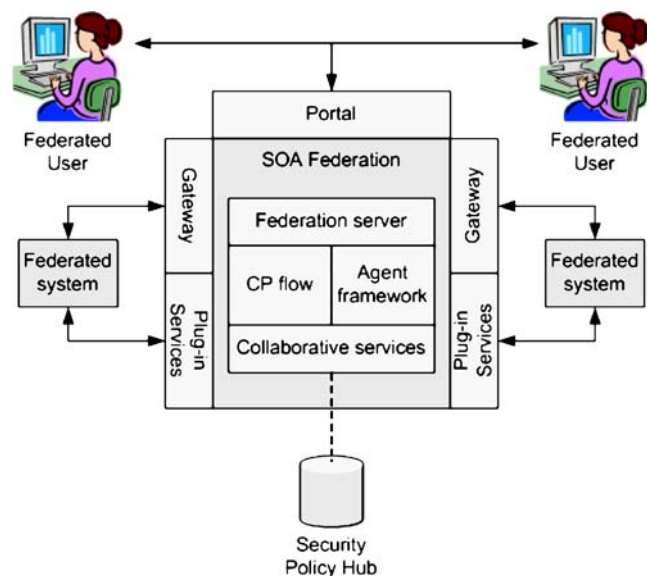 Federated
User
Federated
User
Portal
SOA Federation
Gateway
Gateway
Federation server
Federated
system
Federated
system
CP flow
Agent
framework
Plug-in
Services
Plug-in
Services
Collaborative services
Security
Policy Hub